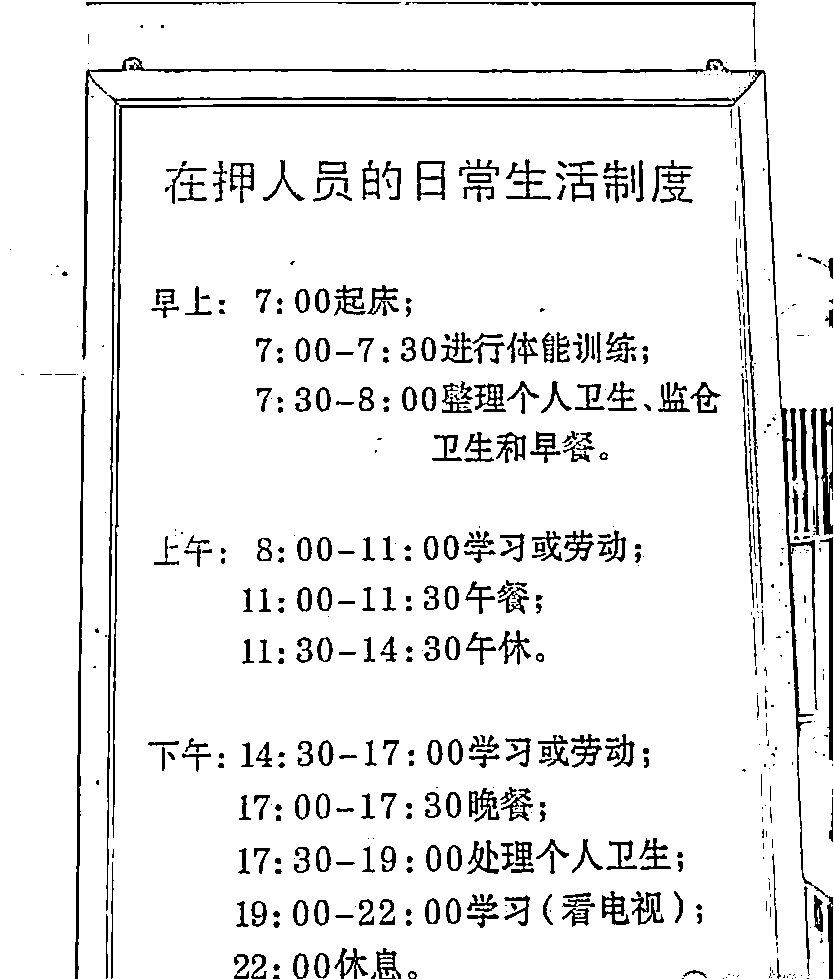 在押人员的日常生活制度
早上: 7:00起床;
7:00-7:30进行体能训练;
7:30-8:00整理个人卫生、监仓
卫生和早餐。
上午: 8:00-11:00学习或劳动;
11:00-11:30午餐;
11:30-14:30午休。
下午: 14:30-17:00学习或劳动;
17:00-17:30晚餐;
17:30-19:00处理个人卫生;
19:00-22:00学习(看电视);
22:00休息。